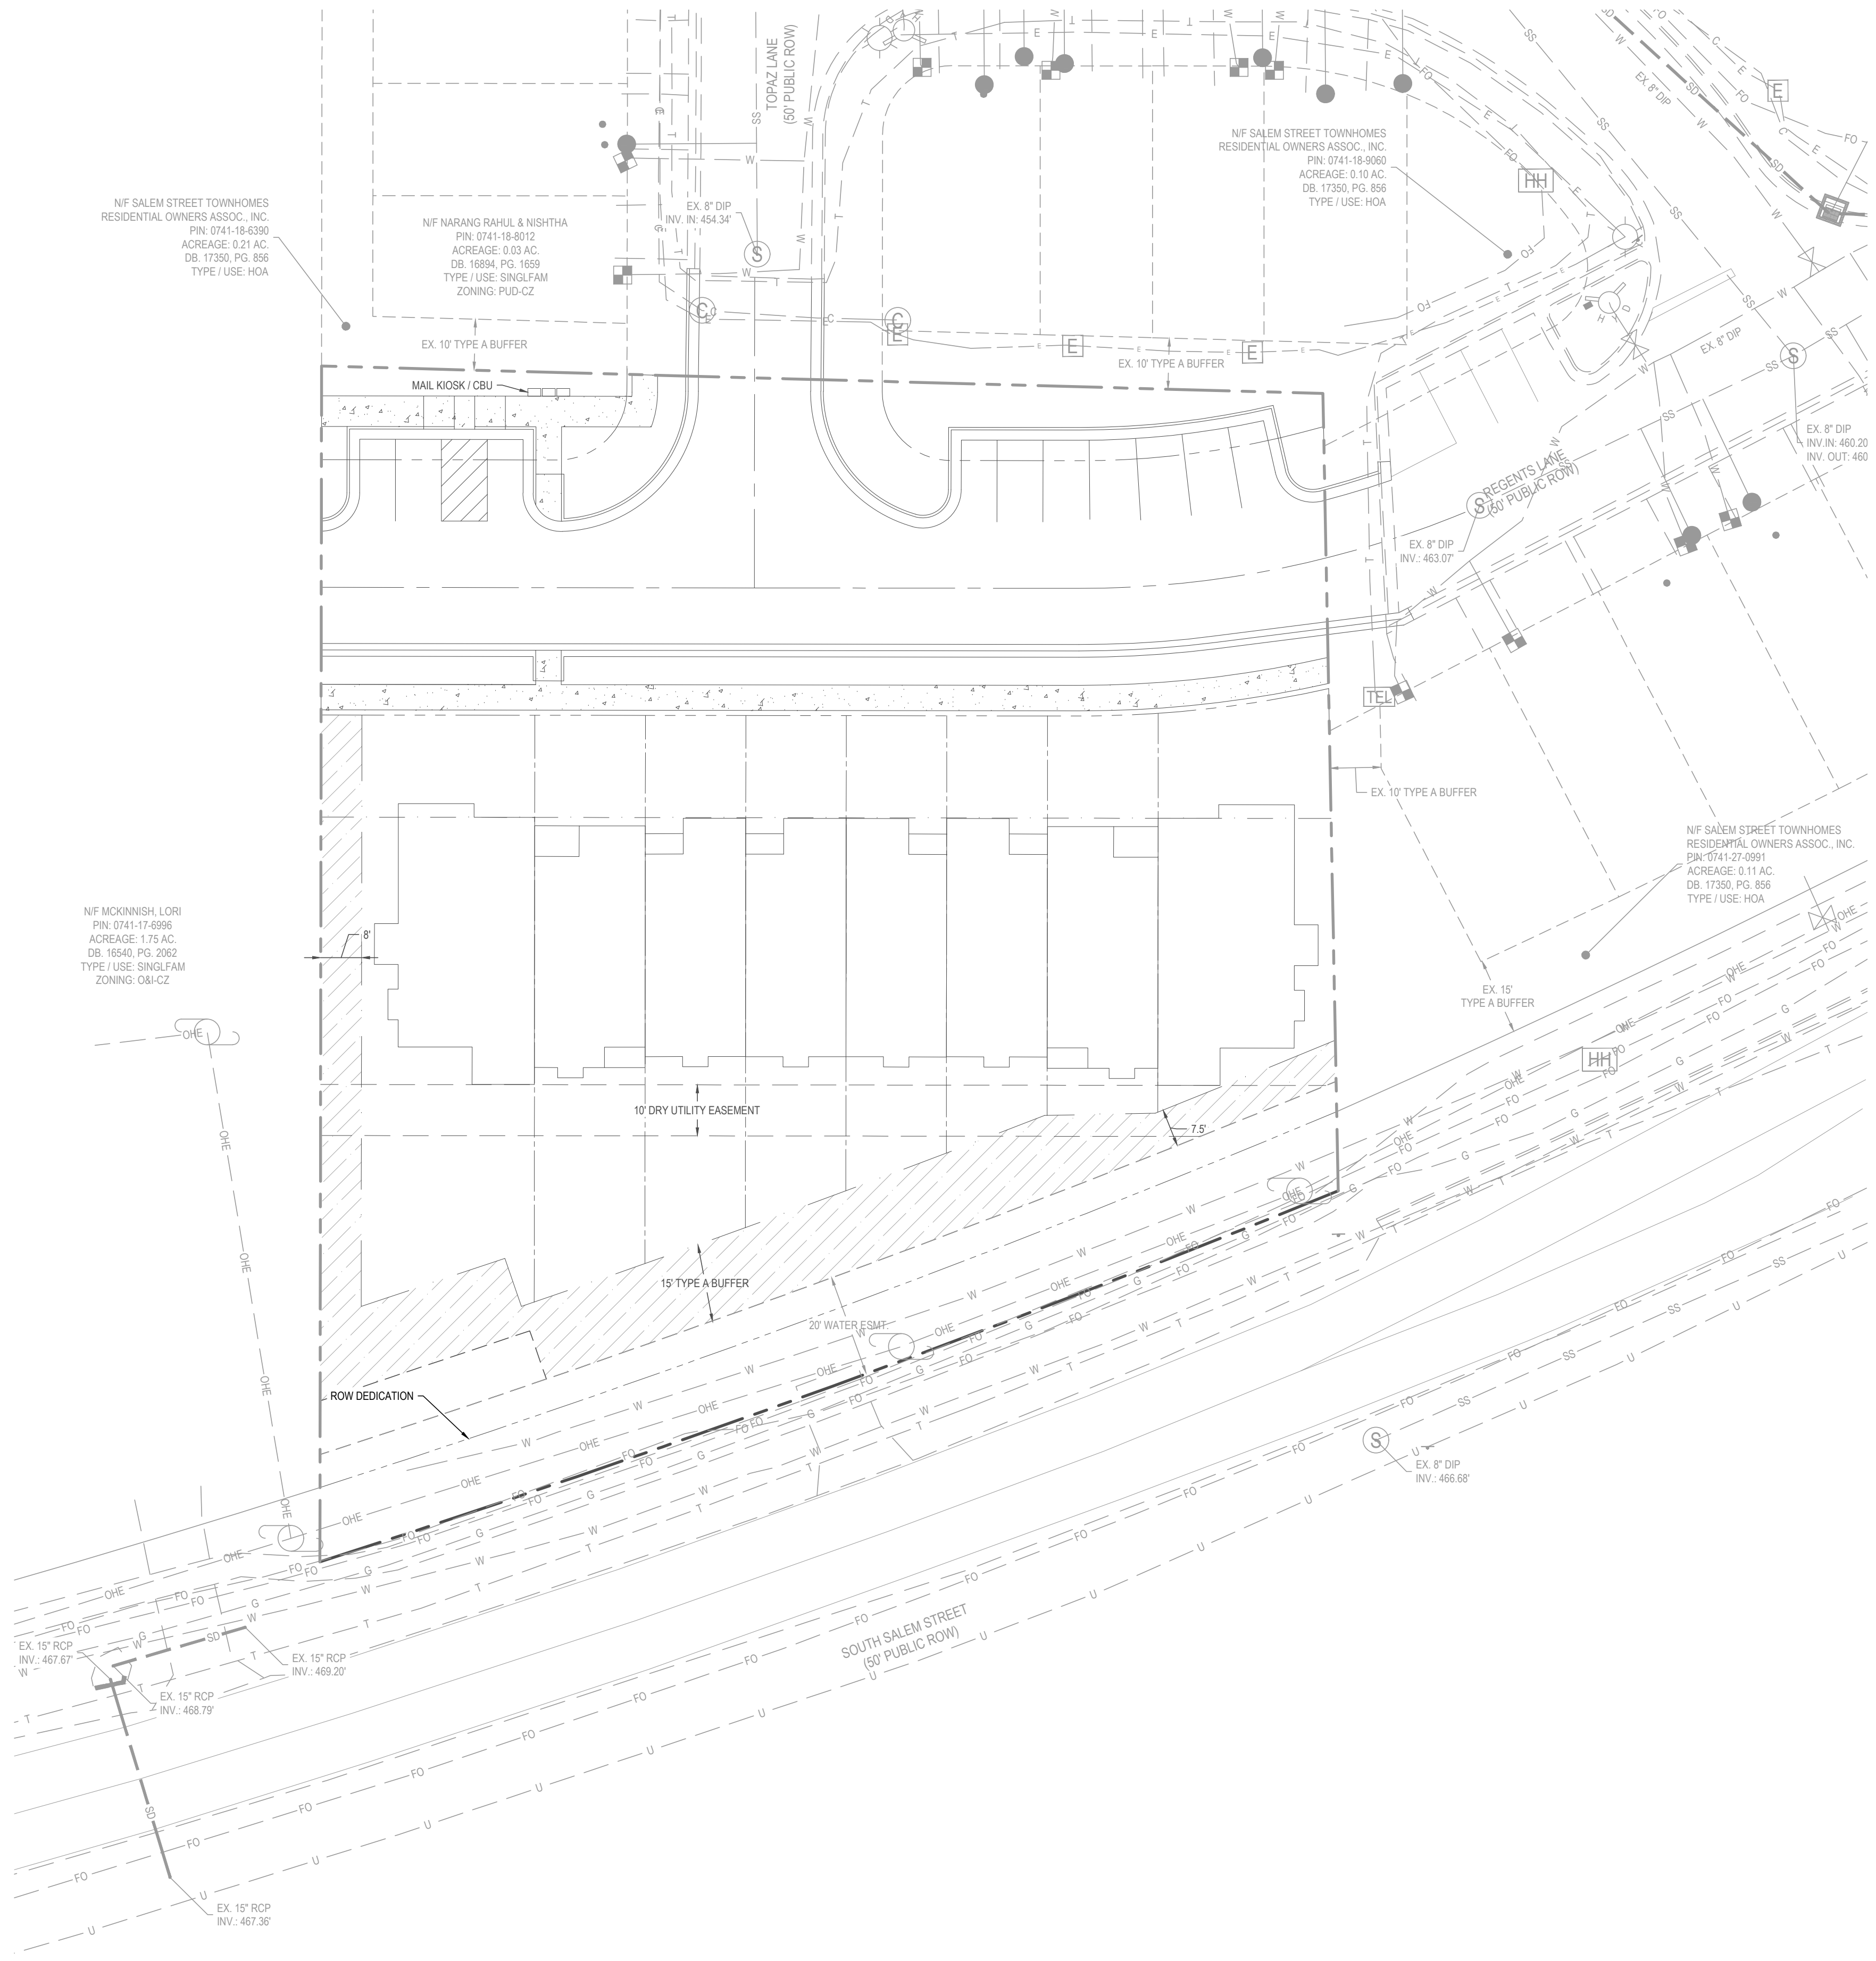 TOPAZ LANE
(50' PUBLIC ROW)
EX. 8" DIP
N/F SALEM STREET TOWNHOMES
RESIDENTIAL OWNERS ASSOC., INC.
PIN: 0741-18-9060
ACREAGE: 0.10 AC.
DB. 17350, PG. 856
TYPE / USE: HOA
N/F SALEM STREET TOWNHOMES
RESIDENTIAL OWNERS ASSOC., INC.
PIN: 0741-18-6390
ACREAGE: 0.21 AC.
DB. 17350, PG. 856
TYPE / USE: HOA
N/F NARANG RAHUL & NISHTHA
PIN: 0741-18-8012
ACREAGE: 0.03 AC.
DB. 16894, PG. 1659
TYPE / USE: SINGLFAM
ZONING: PUD-CZ
EX. 8" DIP
INV. IN: 454.34'
HH
HYD
EX. 10' TYPE A BUFFER
EX. 10' TYPE A BUFFER
EX. 8" DIP
MAIL KIOSK / CBU
EX. 8" DIP
INV.IN: 460.20
INV. OUT: 460
REGENTS LANE
(50' PUBLIC ROW)
EX. 8" DIP
INV.: 463.07'
TEL
EX. 10' TYPE A BUFFER
N/F SALEM STREET TOWNHOMES
RESIDENTIAL OWNERS ASSOC., INC.
PIN: 0741-27-0991
ACREAGE: 0.11 AC.
DB. 17350, PG. 856
TYPE / USE: HOA
N/F MCKINNISH, LORI
PIN: 0741-17-6996
ACREAGE: 1.75 AC.
DB. 16540, PG. 2062
TYPE / USE: SINGLFAM
ZONING: O&I-CZ
8'
EX. 15'
TYPE A BUFFER
HH
10' DRY UTILITY EASEMENT
7.5'
15' TYPE A BUFFER
20' WATER ESMT.
ROW DEDICATION
EX. 8" DIP
INV.: 466.68'
SOUTH SALEM STREET
(50' PUBLIC ROW)
EX. 15" RCP
INV.: 467.67'
EX. 15" RCP
INV.: 469.20'
EX. 15" RCP
INV.: 468.79'
EX. 15" RCP
INV.: 467.36'